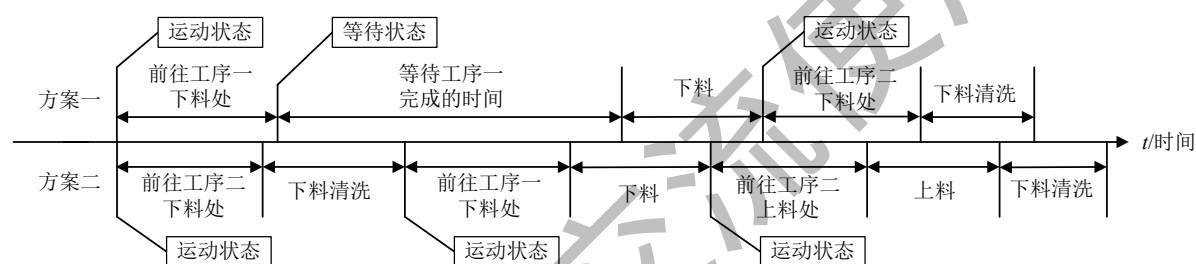 运动状态
等待状态
运动状态
方案一
前往工序一
下料处
等待工序一
完成的时间
下料
前往工序二
下料处
下料清洗
t/时间
方案二
前往工序二
下料处
下料清洗
前往工序一
下料处
下料
前往工序二
上料处
上料
下料清洗
运动状态
运动状态
运动状态
交流使